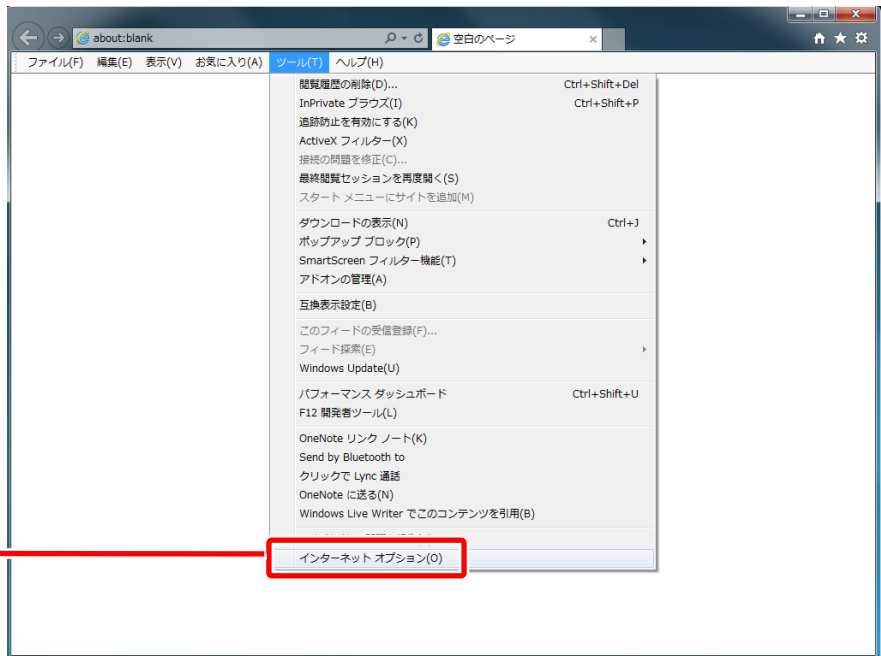 about:blank
空白のページ
ファイル(F) 編集(E) 表示(V) お気に入り(A) ツール(T) ヘルプ(H)
閲覧履歴の削除(D)... Ctrl+Shift+Del
InPrivate ブラウズ(I) Ctrl+Shift+P
追跡防止を有効にする(K)
ActiveX フィルター(X)
接続の問題を修正(C)...
最終閲覧セッションを再度開く(S)
スタート メニューにサイトを追加(M)
ダウンロードの表示(N) Ctrl+J
ポップアップ ブロック(P)
SmartScreen フィルター機能(T)
アドオンの管理(A)
互換表示設定(B)
このフィードの受信登録(F)...
フィード探索(E)
Windows Update(U)
パフォーマンス ダッシュボード Ctrl+Shift+U
F12 開発者ツール(L)
OneNote リンク ノート(K)
Send by Bluetooth to
クリックで Lync 通話
OneNote に送る(N)
Windows Live Writer でこのコンテンツを引用(B)
インターネット オプション(O)